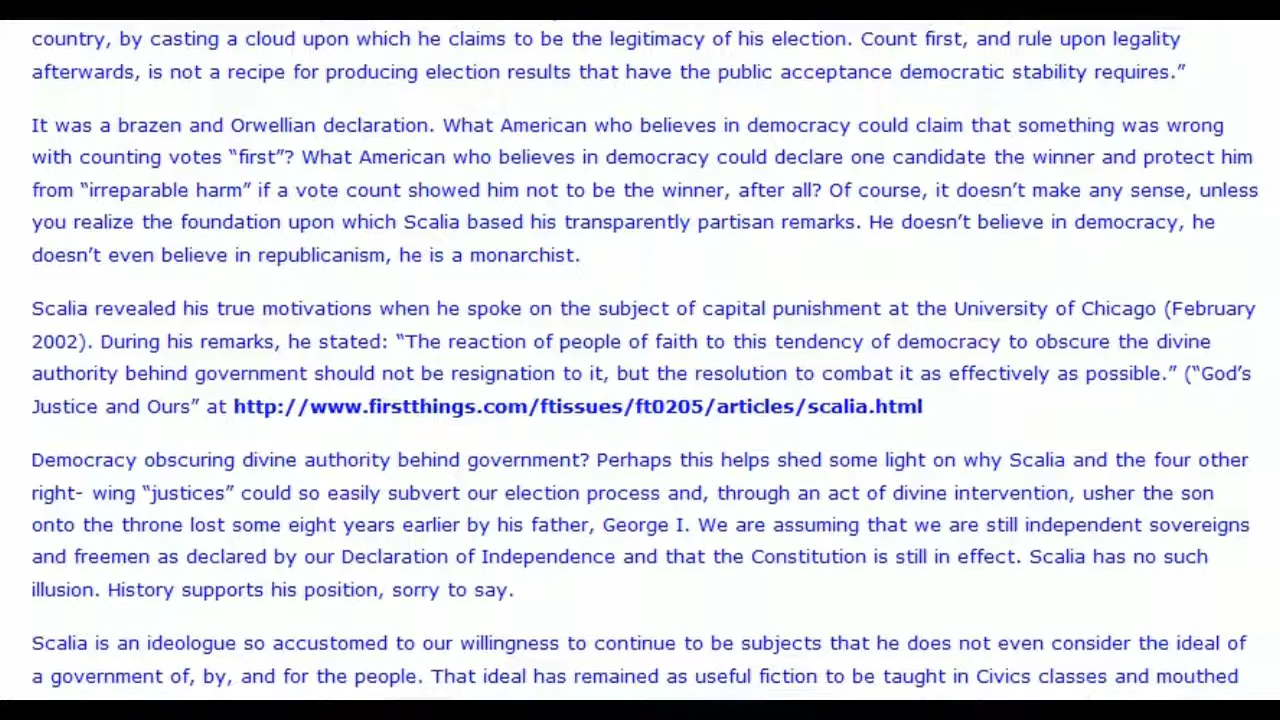 country, by casting a cloud upon which he claims to be the legitimacy of his election. Count first, and rule upon legality
afterwards, is not a recipe for producing election results that have the public acceptance democratic stability requires.”
It was a brazen and Orwellian declaration. What American who believes in democracy could claim that something was wrong
with counting votes “first”? What American who believes in democracy could declare one candidate the winner and protect him
from “irreparable harm” if a vote count showed him not to be the winner, after all? Of course, it doesn’t make any sense, unless
you realize the foundation upon which Scalia based his transparently partisan remarks. He doesn’t believe in democracy, he
doesn’t even believe in republicanism, he is a monarchist.
Scalia revealed his true motivations when he spoke on the subject of capital punishment at the University of Chicago (February
2002). During his remarks, he stated: “The reaction of people of faith to this tendency of democracy to obscure the divine
authority behind government should not be resignation to it, but the resolution to combat it as effectively as possible.” (“God’s
Justice and Ours” at http://www.firstthings.com/ftissues/ft0205/articles/scalia.html
Democracy obscuring divine authority behind government? Perhaps this helps shed some light on why Scalia and the four other
right- wing “justices” could so easily subvert our election process and, through an act of divine intervention, usher the son
onto the throne lost some eight years earlier by his father, George I. We are assuming that we are still independent sovereigns
and freemen as declared by our Declaration of Independence and that the Constitution is still in effect. Scalia has no such
illusion. History supports his position, sorry to say.
Scalia is an ideologue so accustomed to our willingness to continue to be subjects that he does not even consider the ideal of
a government of, by, and for the people. That ideal has remained as useful fiction to be taught in Civics classes and mouthed